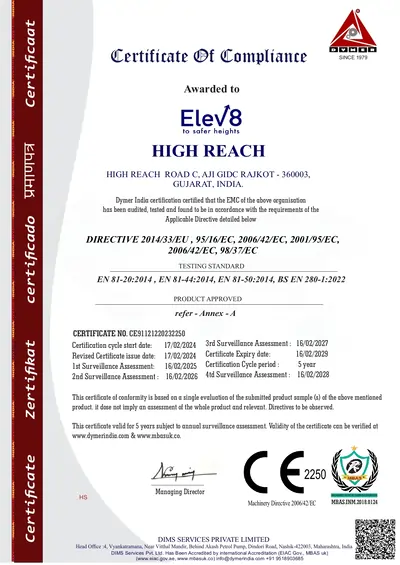 Certificate Of Compliance
DYMER
SINCE 1979
Awarded to
Elev8
to safer heights
HIGH REACH
HIGH REACH ROAD C, AJI GIDC RAJKOT - 360003,
GUJARAT, INDIA.
Dymer India certification certified that the EMC of the above organisation
has been audited, tested and found to be in accordance with the requirements of the
Applicable Directive detailed below
DIRECTIVE 2014/33/EU , 95/16/EC, 2006/42/EC, 2001/95/EC,
2006/42/EC, 98/37/EC
TESTING STANDARD
EN 81-20:2014 , EN 81-44:2014, EN 81-50:2014, BS EN 280-1:2022
PRODUCT APPROVED
refer - Annex - A
CERTIFICATE NO. CE91121220232250
Certification cycle start date: 17/02/2024
Revised Certificate issue date: 17/02/2024
1st Surveillance Assessment: 16/02/2025
2nd Surveillance Assessment : 16/02/2026
3rd Surveillance Assessment : 16/02/2027
Certificate Expiry date: 16/02/2029
Certification Cycle period : 5 year
4td Surveillance Assessment : 16/02/2028
This certificate of conformity is based on a single evaluation of the submitted product sample (s) of the above mentioned
product. it dose not imply an assessment of the whole product and relevant. Directives to be observed.
This certificate valid for 5 years subject to annual surveillance assessment. Validity of the certificate can be verified at
www.dymerindia.com & www.mbasuk.co.
Managing Director
HS
CE 2250
Machinery Directive 2006/42/EC
MBAS.INM.2018.0124
DIMS SERVICES PRIVATE LIMITED
Head Office :4, Vyankatramana, Near Vitthal Mandir, Behind Akash Petrol Pump, Dindori Road, Nashik-422003, Maharashtra, India
DIMS Services Pvt. Ltd. Has Been Accredited by international Accreditation (EIAC Gov., MBAS uk)
(www.eiac.gov.ae, www.mbasuk.co) info@dymerindia.com +91 9518903685
Certificate Zertifikat certificado प्रमाणपत्र Certificaat